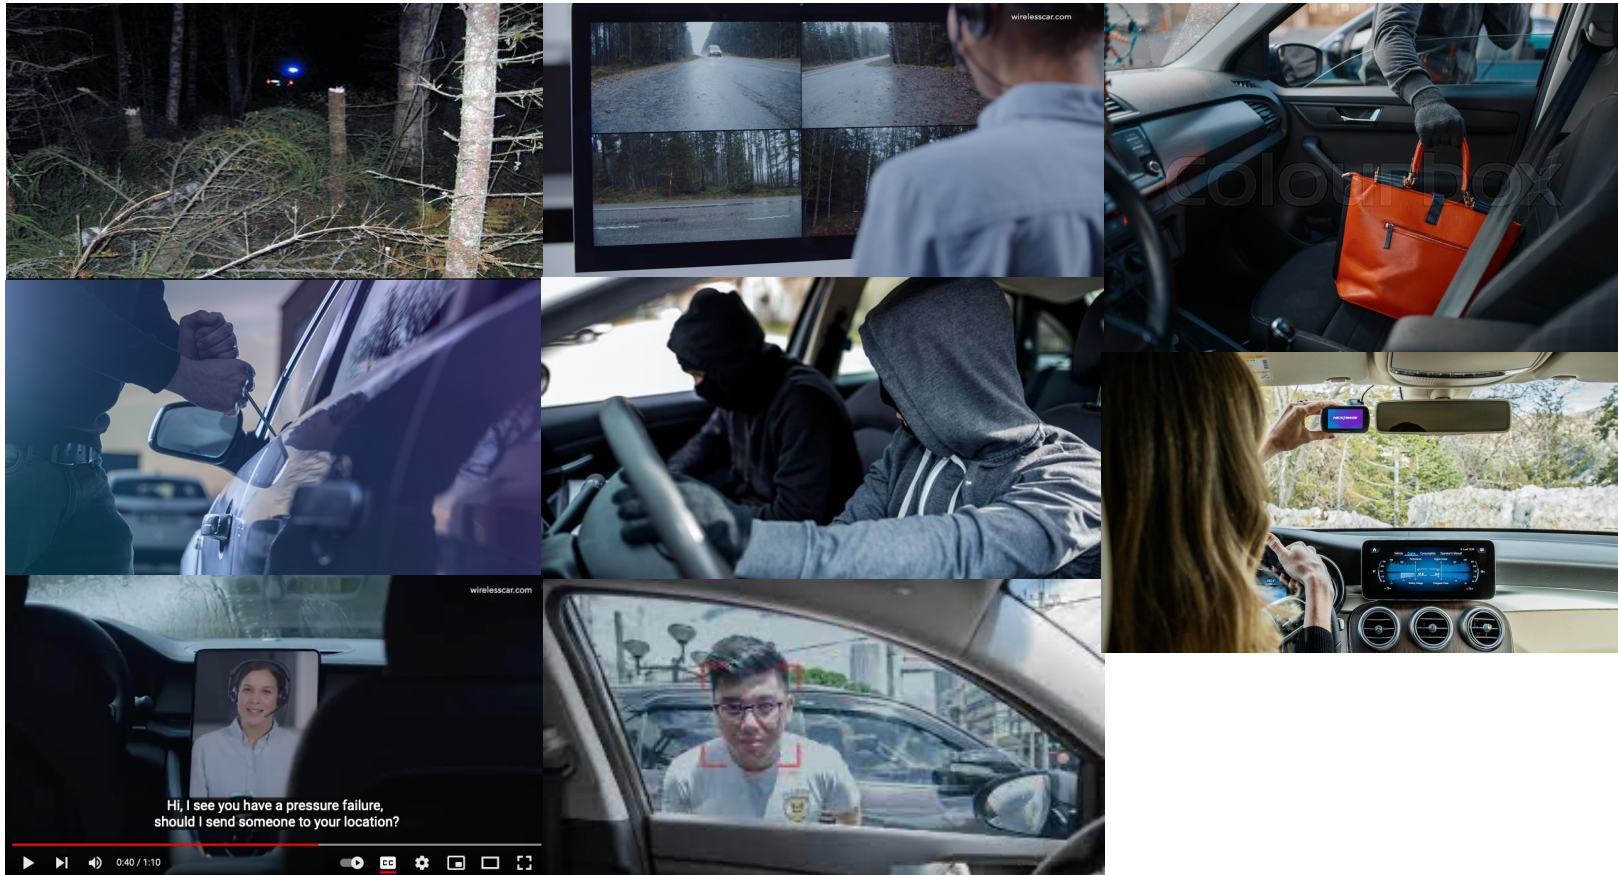 wirelesscar.com
Colourbox
wirelesscar.com
Hi, I see you have a pressure failure,
should I send someone to your location?
0:40 / 1:10
CC